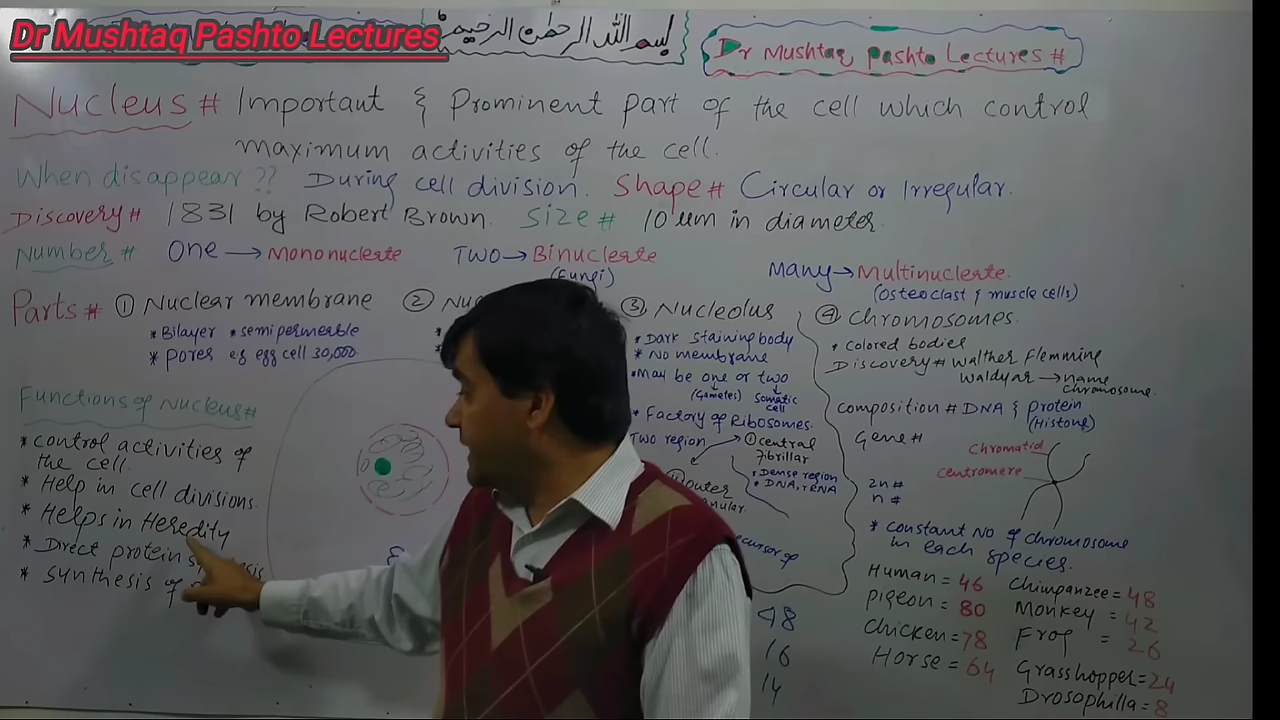 Dr Mushtaq Pashto Lectures
بسم الله الرحمن الرحيم
Dr Mushtaq Pashto Lectures #
Nucleus # Important & Prominent part of the cell which control
maximum activities of the cell.
When disappear?? During cell division. Shape # Circular or Irregular.
Discovery # 1831 by Robert Brown. Size # 10 um in diameter.
Number # One → Mononucleate Two → Binucleate Many → Multinucleate.
(Fungi) (Osteoclast & muscle cells)
Parts # ① Nuclear membrane ②
* Bilayer * semipermeable
* pores e.g egg cell 30,000
③ Nucleolus
* Dark staining body
* No membrane
* May be one or two
(Gametes) Somatic
cell
* Factory of Ribosomes.
Two region → ① central
fibrillar
* Dense region
* DNA, rRNA
outer
④ Chromosomes.
* colored bodies
Discovery # Walther Flemming
Waldyar → name
chromosome.
composition # DNA & protein
(Histone)
Gene #
chromatid
centromere
2n #
n #
* constant No of chromosome
in each species.
Human = 46 Chimpanzee = 48
Pigeon = 80 Monkey = 42
Chicken = 78 Frog = 26
Horse = 64 Grasshopper = 24
Drosophilla = 8
48
16
14
Functions of Nucleus #
* control activities of
the cell.
* Help in cell divisions.
* Helps in Heredity
* Direct protein
* synthesis of